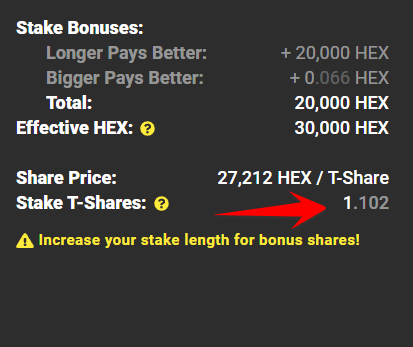 Stake Bonuses:
Longer Pays Better: + 20,000 HEX
Bigger Pays Better: + 0.066 HEX
Total: 20,000 HEX
Effective HEX: ? 30,000 HEX
Share Price: 27,212 HEX / T-Share
Stake T-Shares: ? 1.102
Increase your stake length for bonus shares!